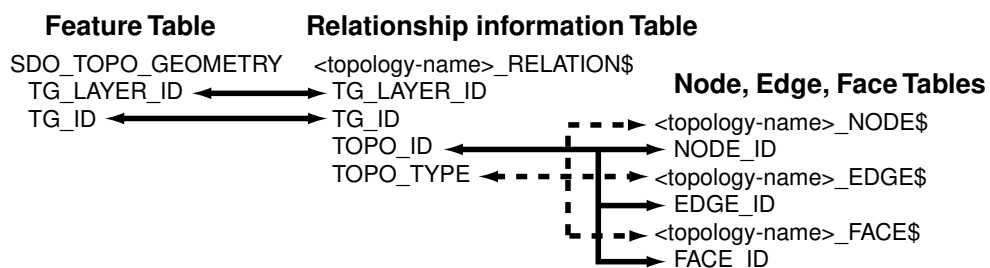 Feature Table
SDO_TOPO_GEOMETRY
TG_LAYER_ID
TG_ID
Relationship information Table
<topology-name>_RELATION$
TG_LAYER_ID
TG_ID
TOPO_ID
TOPO_TYPE
Node, Edge, Face Tables
<topology-name>_NODE$
NODE_ID
<topology-name>_EDGE$
EDGE_ID
<topology-name>_FACE$
FACE_ID